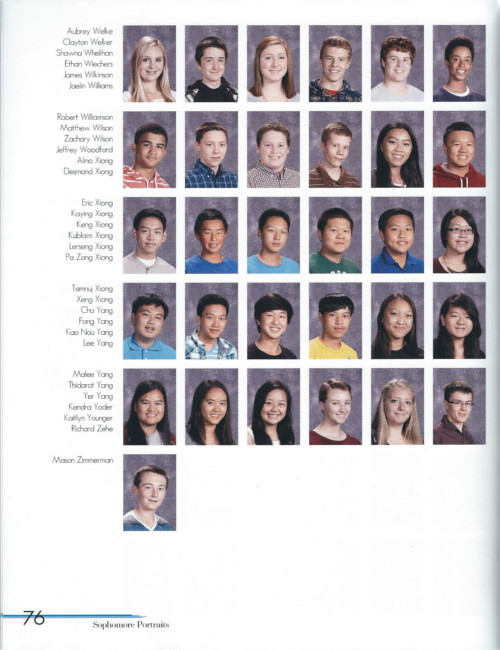 Aubrey Welke
Clayton Welker
Shawna Whelihan
Ethan Wiechers
James Wilkinson
Jaelin Williams
Robert Williamson
Matthew Wilson
Zachary Wilson
Jeffrey Woodford
Alina Xiong
Desmond Xiong
Eric Xiong
Kaying Xiong
Keng Xiong
Kublaim Xiong
Lerseng Xiong
Pa Zong Xiong
Tsimnuj Xiong
Xeng Xiong
Cho Yang
Fong Yang
Kao Nou Yang
Lee Yang
Malee Yang
Thidarat Yang
Yer Yang
Kendra Yoder
Kaitlyn Younger
Richard Zehe
Mason Zimmerman
76
Sophomore Portraits